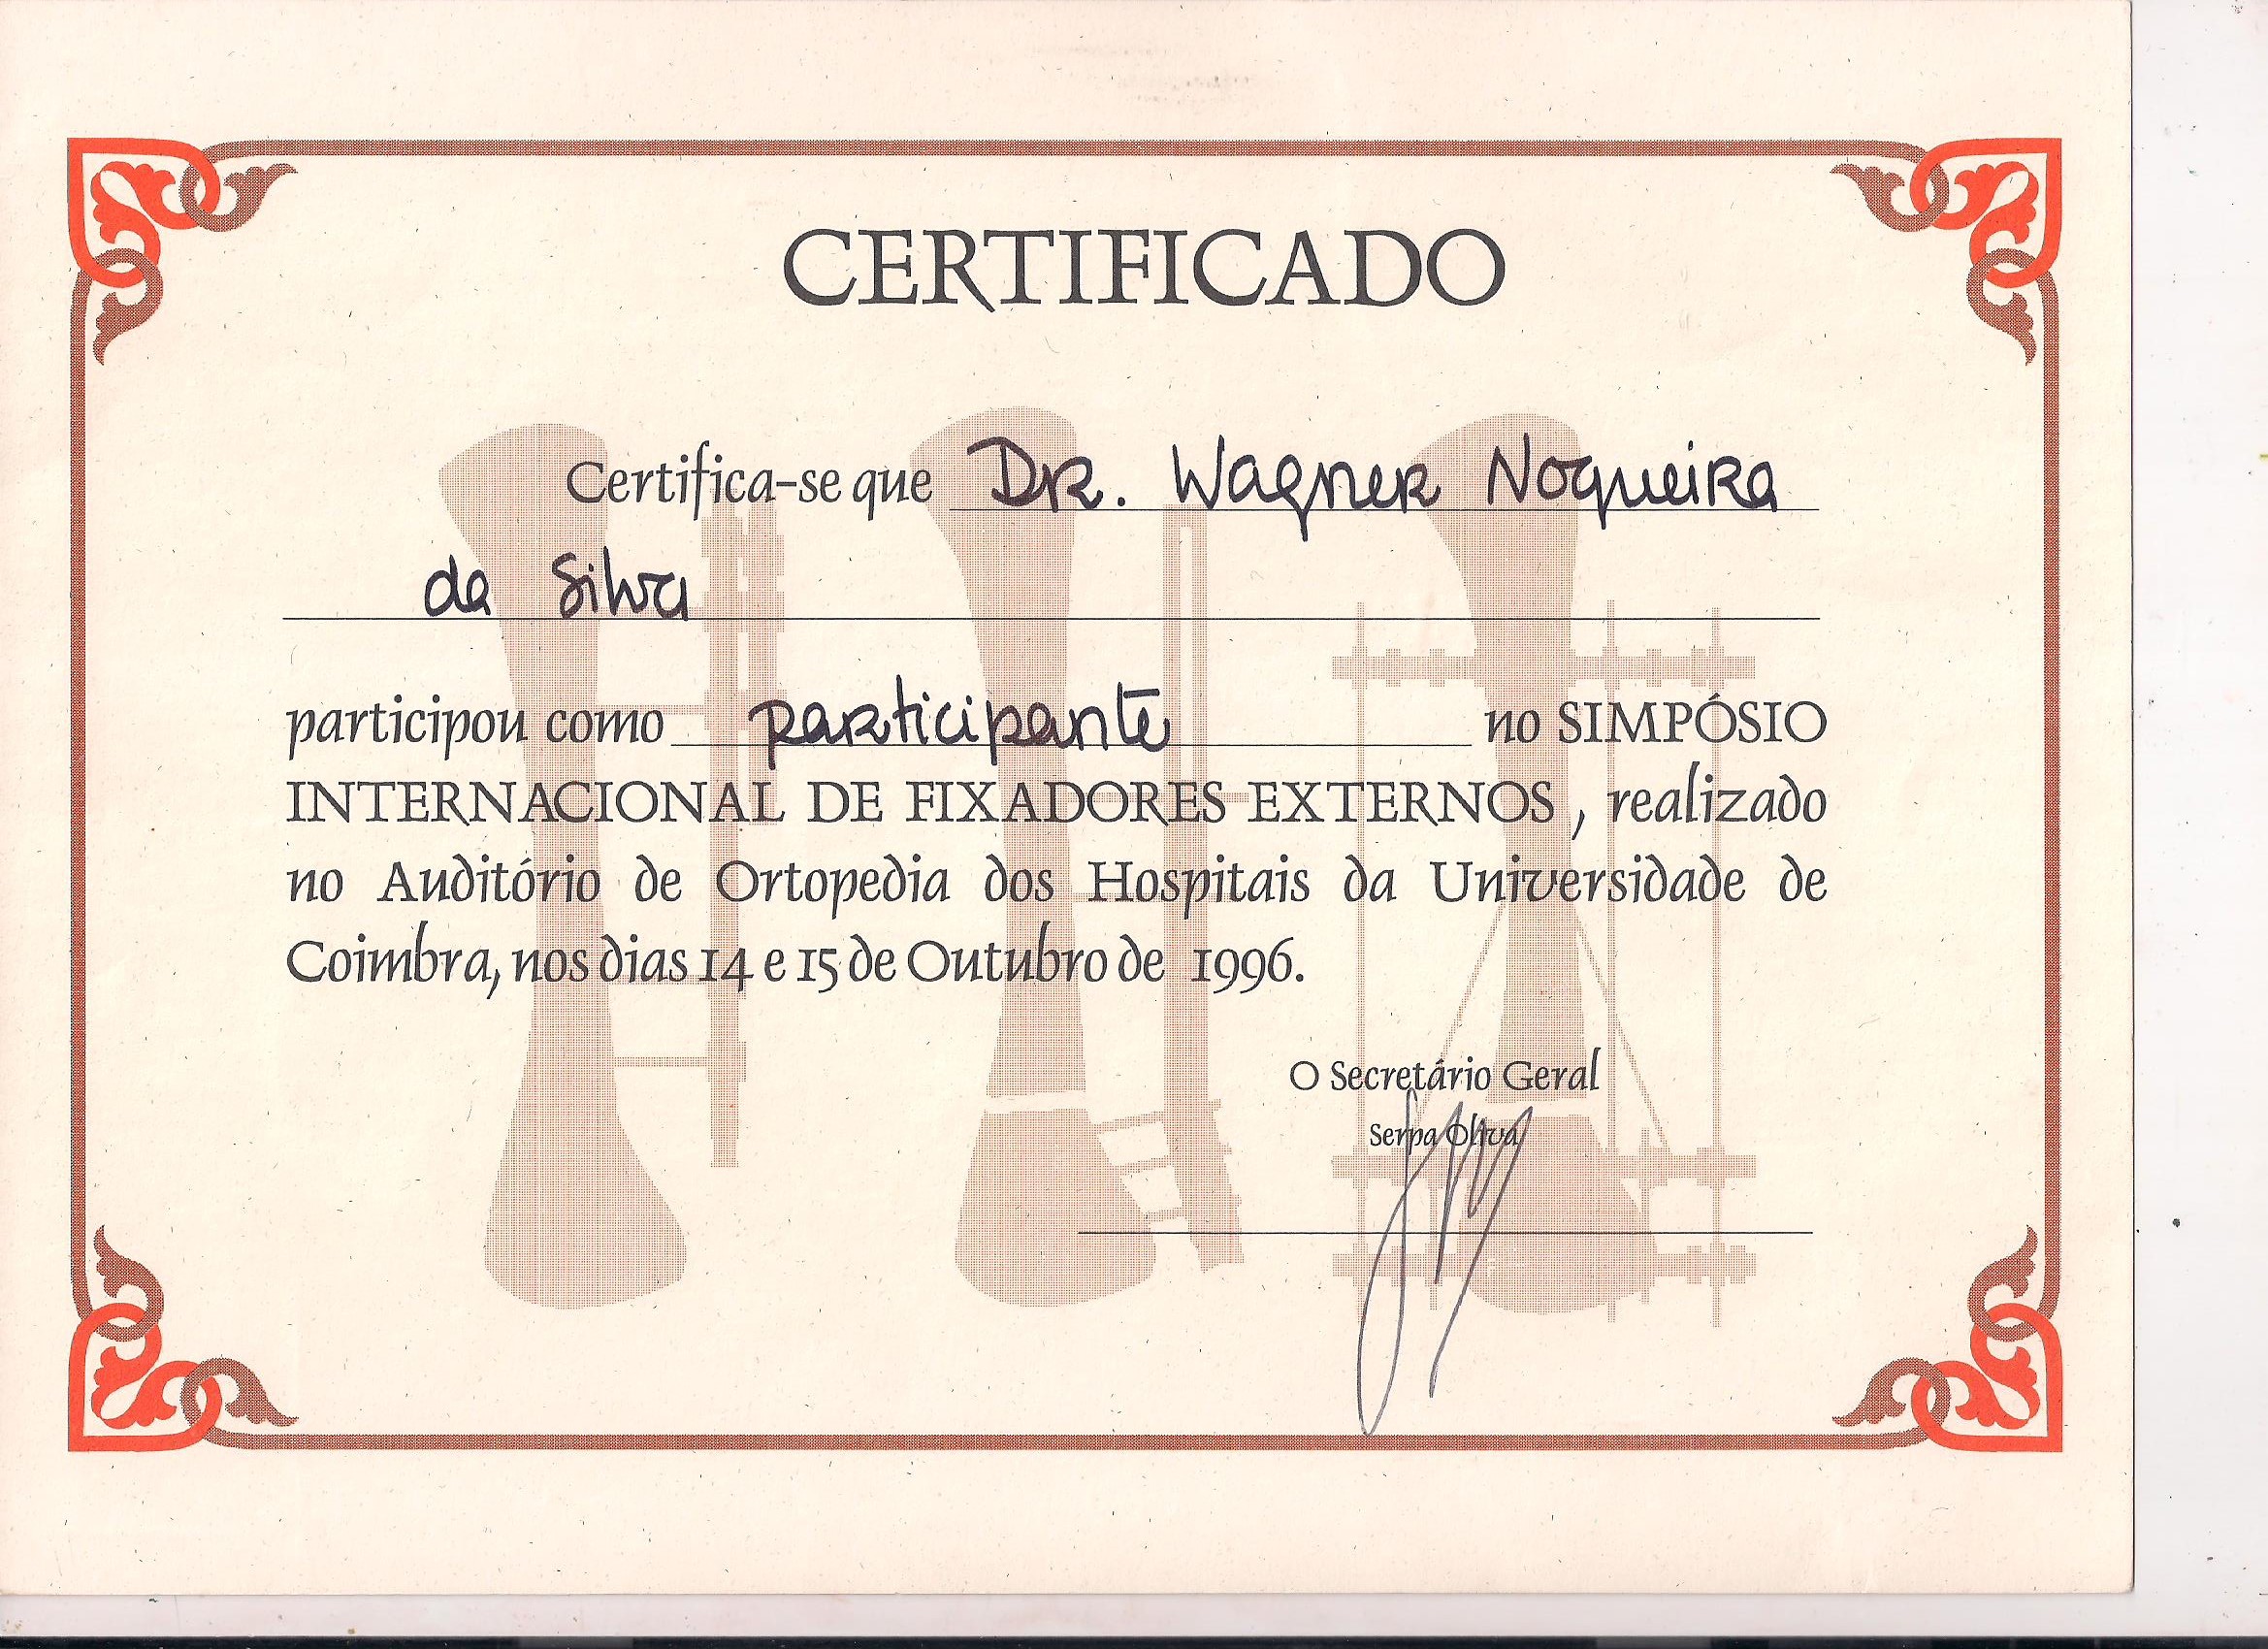 CERTIFICADO
Certifica-se que DR. Wagner Nogueira
da Silva
participou como participante no SIMPÓSIO
INTERNACIONAL DE FIXADORES EXTERNOS, realizado
no Auditório de Ortopedia dos Hospitais da Universidade de
Coimbra, nos dias 14 e 15 de Outubro de 1996.
O Secretário Geral
Serpa Oliva